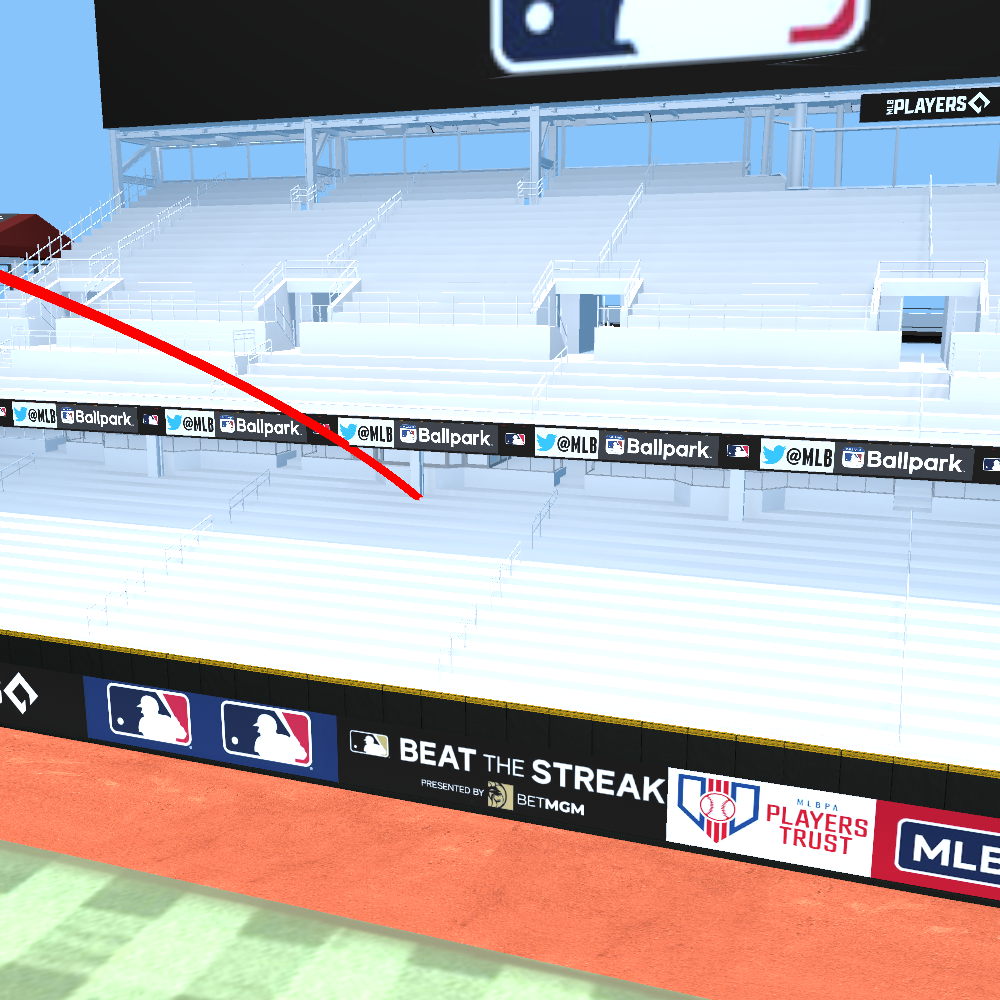 MLB PLAYERS
@MLB Ballpark. @MLB Ballpark. @MLB Ballpark. @MLB Ballpark. @MLB Ballpark.
BEAT THE STREAK
PRESENTED BY BETMGM
MLBPA
PLAYERS
TRUST
MLB